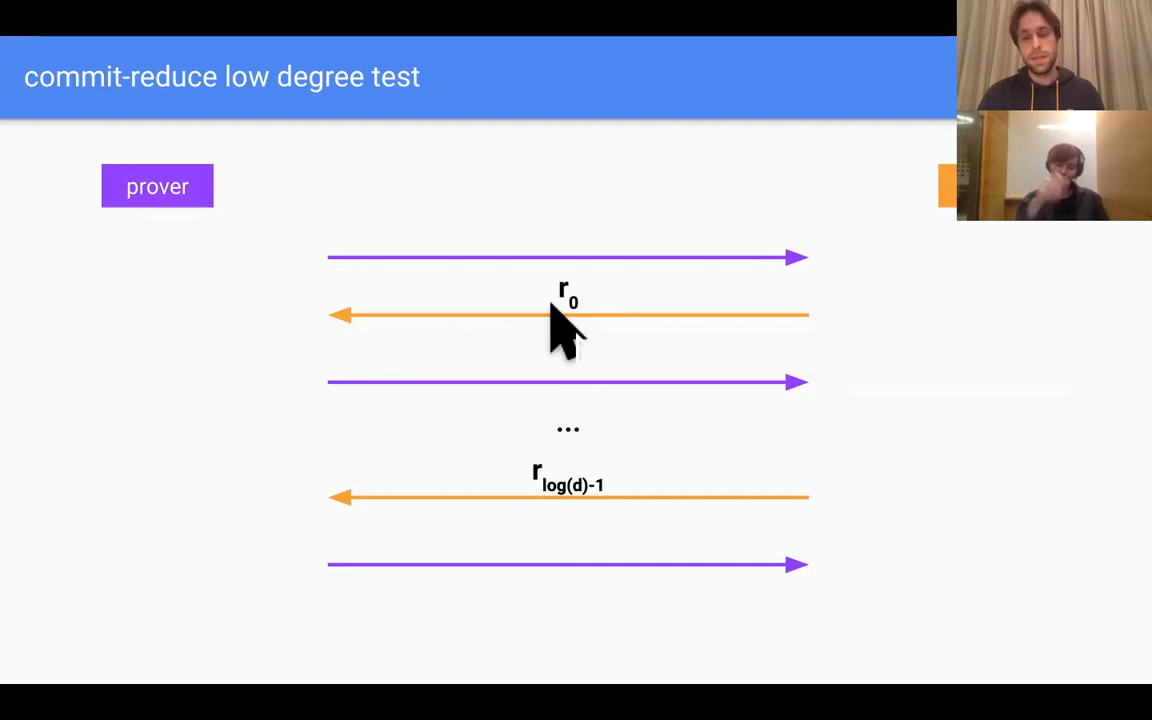 commit-reduce low degree test
prover
r0
...
rlog(d)-1